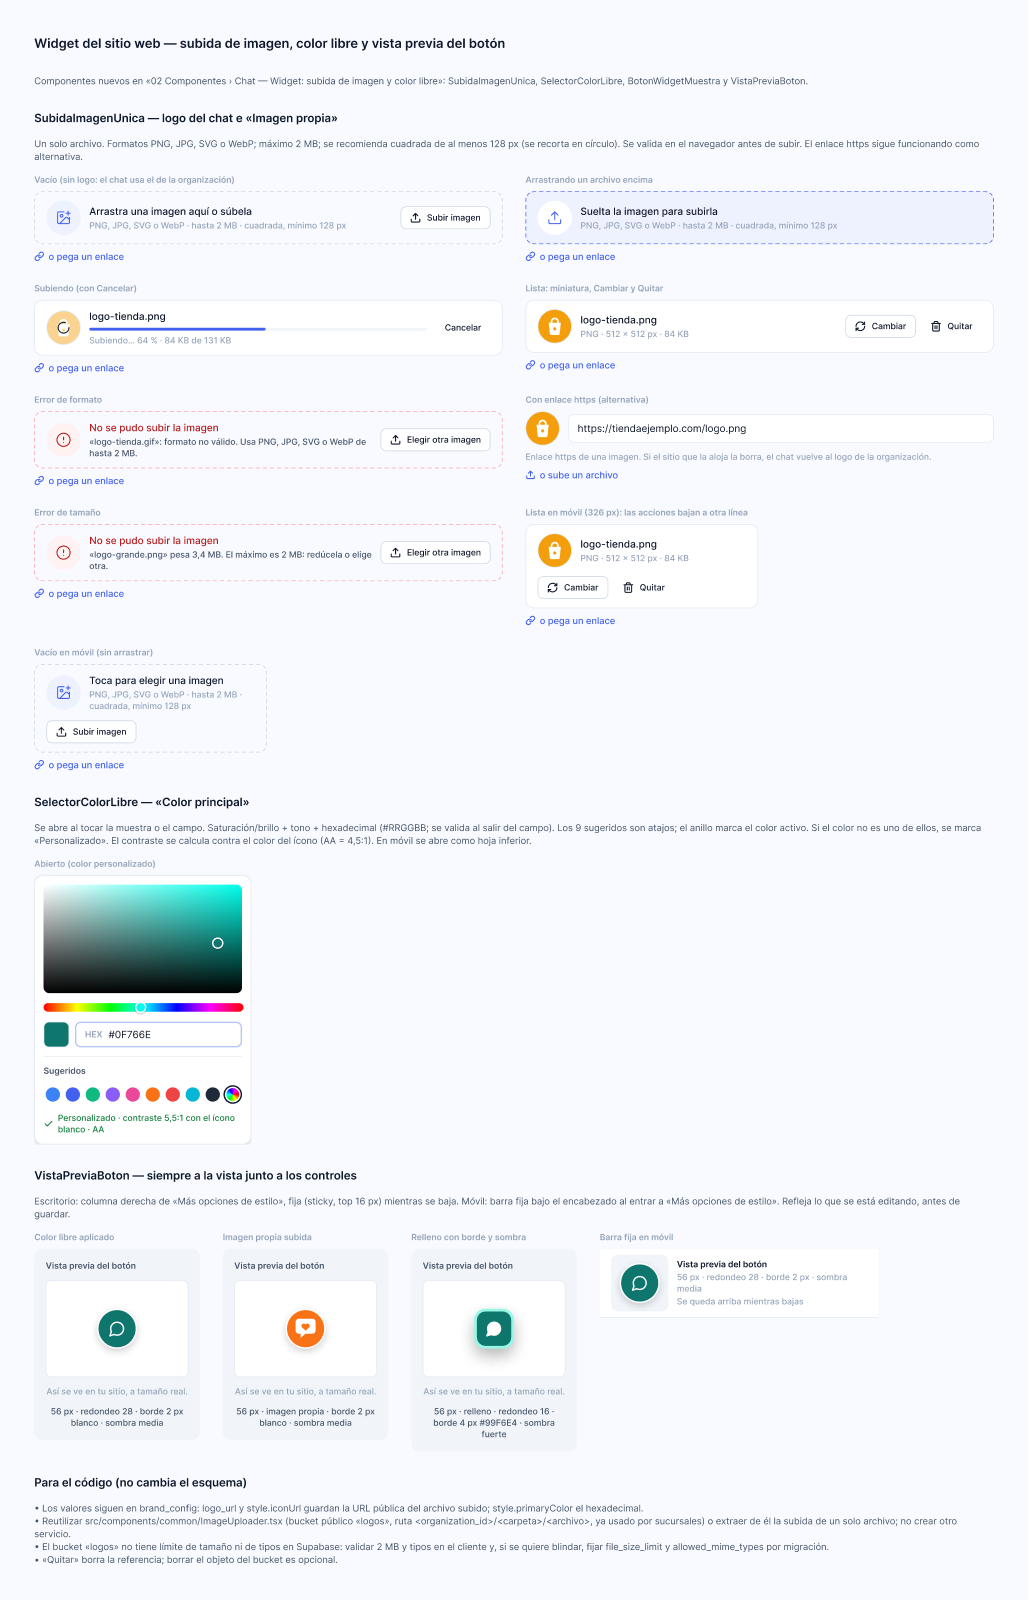 Widget del sitio web — subida de imagen, color libre y vista previa del botón
Componentes nuevos en «02 Componentes › Chat — Widget: subida de imagen y color libre»: SubidaImagenUnica, SelectorColorLibre, BotonWidgetMuestra y VistaPreviaBoton.
SubidaImagenUnica — logo del chat e «Imagen propia»
Un solo archivo. Formatos PNG, JPG, SVG o WebP; máximo 2 MB; se recomienda cuadrada de al menos 128 px (se recorta en círculo). Se valida en el navegador antes de subir. El enlace https sigue funcionando como
alternativa.
Vacío (sin logo: el chat usa el de la organización)
Arrastra una imagen aquí o súbela
PNG, JPG, SVG o WebP · hasta 2 MB · cuadrada, mínimo 128 px
Subir imagen
o pega un enlace
Arrastrando un archivo encima
Suelta la imagen para subirla
PNG, JPG, SVG o WebP · hasta 2 MB · cuadrada, mínimo 128 px
o pega un enlace
Subiendo (con Cancelar)
logo-tienda.png
Subiendo... 64 % · 84 KB de 131 KB
Cancelar
o pega un enlace
Lista: miniatura, Cambiar y Quitar
logo-tienda.png
PNG · 512 × 512 px · 84 KB
Cambiar
Quitar
o pega un enlace
Error de formato
No se pudo subir la imagen
«logo-tienda.gif»: formato no válido. Usa PNG, JPG, SVG o WebP de
hasta 2 MB.
Elegir otra imagen
o pega un enlace
Con enlace https (alternativa)
https://tiendaejemplo.com/logo.png
Enlace https de una imagen. Si el sitio que la aloja la borra, el chat vuelve al logo de la organización.
o sube un archivo
Error de tamaño
No se pudo subir la imagen
«logo-grande.png» pesa 3,4 MB. El máximo es 2 MB: redúcela o elige
otra.
Elegir otra imagen
o pega un enlace
Lista en móvil (326 px): las acciones bajan a otra línea
logo-tienda.png
PNG · 512 × 512 px · 84 KB
Cambiar
Quitar
o pega un enlace
Vacío en móvil (sin arrastrar)
Toca para elegir una imagen
PNG, JPG, SVG o WebP · hasta 2 MB ·
cuadrada, mínimo 128 px
Subir imagen
o pega un enlace
SelectorColorLibre — «Color principal»
Se abre al tocar la muestra o el campo. Saturación/brillo + tono + hexadecimal (#RRGGBB; se valida al salir del campo). Los 9 sugeridos son atajos; el anillo marca el color activo. Si el color no es uno de ellos, se marca
«Personalizado». El contraste se calcula contra el color del ícono (AA = 4,5:1). En móvil se abre como hoja inferior.
Abierto (color personalizado)
HEX #0F766E
Sugeridos
Personalizado · contraste 5,5:1 con el ícono
blanco · AA
VistaPreviaBoton — siempre a la vista junto a los controles
Escritorio: columna derecha de «Más opciones de estilo», fija (sticky, top 16 px) mientras se baja. Móvil: barra fija bajo el encabezado al entrar a «Más opciones de estilo». Refleja lo que se está editando, antes de
guardar.
Color libre aplicado
Vista previa del botón
Así se ve en tu sitio, a tamaño real.
56 px · redondeo 28 · borde 2 px
blanco · sombra media
Imagen propia subida
Vista previa del botón
Así se ve en tu sitio, a tamaño real.
56 px · imagen propia · borde 2 px
blanco · sombra media
Relleno con borde y sombra
Vista previa del botón
Así se ve en tu sitio, a tamaño real.
56 px · relleno · redondeo 16 ·
borde 4 px #99F6E4 · sombra
fuerte
Barra fija en móvil
Vista previa del botón
56 px · redondeo 28 · borde 2 px · sombra
media
Se queda arriba mientras bajas
Para el código (no cambia el esquema)
• Los valores siguen en brand_config: logo_url y style.iconUrl guardan la URL pública del archivo subido; style.primaryColor el hexadecimal.
• Reutilizar src/components/common/ImageUploader.tsx (bucket público «logos», ruta <organization_id>/<carpeta>/<archivo>, ya usado por sucursales) o extraer de él la subida de un solo archivo; no crear otro
servicio.
• El bucket «logos» no tiene límite de tamaño ni de tipos en Supabase: validar 2 MB y tipos en el cliente y, si se quiere blindar, fijar file_size_limit y allowed_mime_types por migración.
• «Quitar» borra la referencia; borrar el objeto del bucket es opcional.